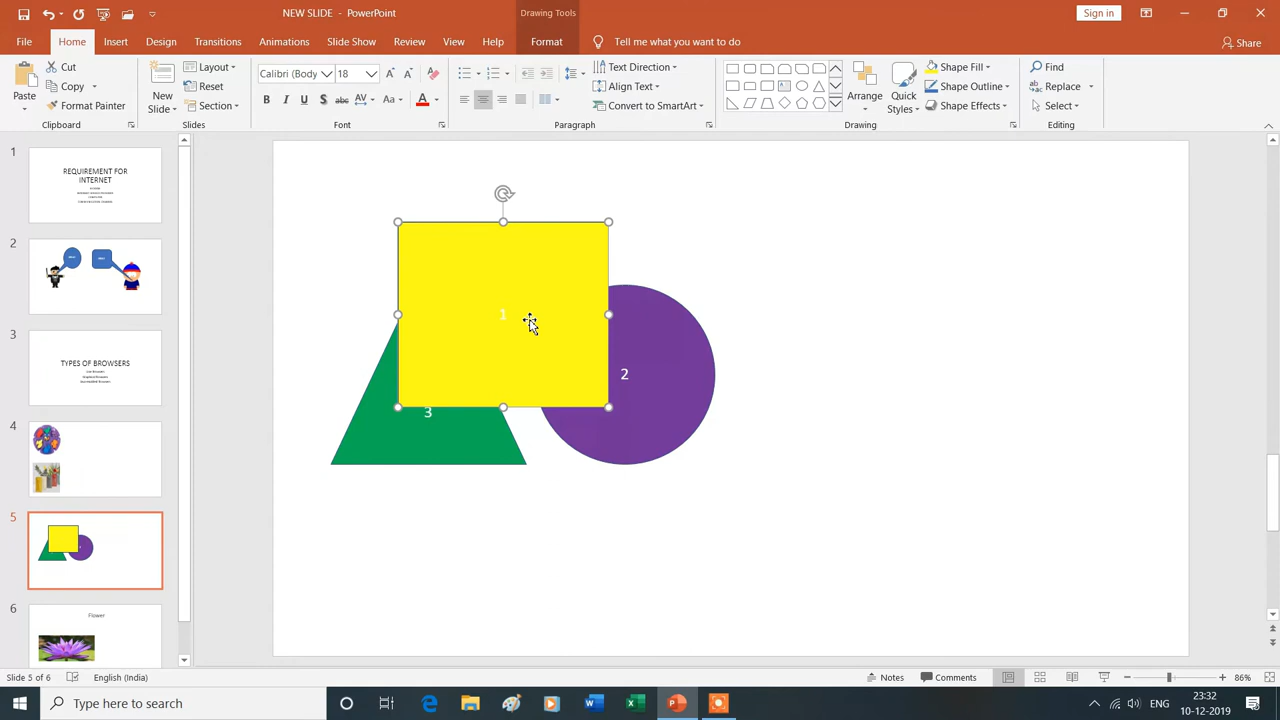 NEW SLIDE - PowerPoint
Drawing Tools
Sign in
File
Home
Insert
Design
Transitions
Animations
Slide Show
Review
View
Help
Format
Tell me what you want to do
Share
Paste
Cut
Copy
Format Painter
Clipboard
New
Slide
Layout
Reset
Section
Slides
Calibri (Body)
18
B I U S abc AV Aa A
Font
Text Direction
Align Text
Convert to SmartArt
Paragraph
Arrange
Quick
Styles
Shape Fill
Shape Outline
Shape Effects
Drawing
Find
Replace
Select
Editing
1
REQUIREMENT FOR
INTERNET
2
3
TYPES OF BROWSERS
4
5
6
Flower
1
2
3
Slide 5 of 6
English (India)
Notes
Comments
86%
Type here to search
ENG
23:32
10-12-2019